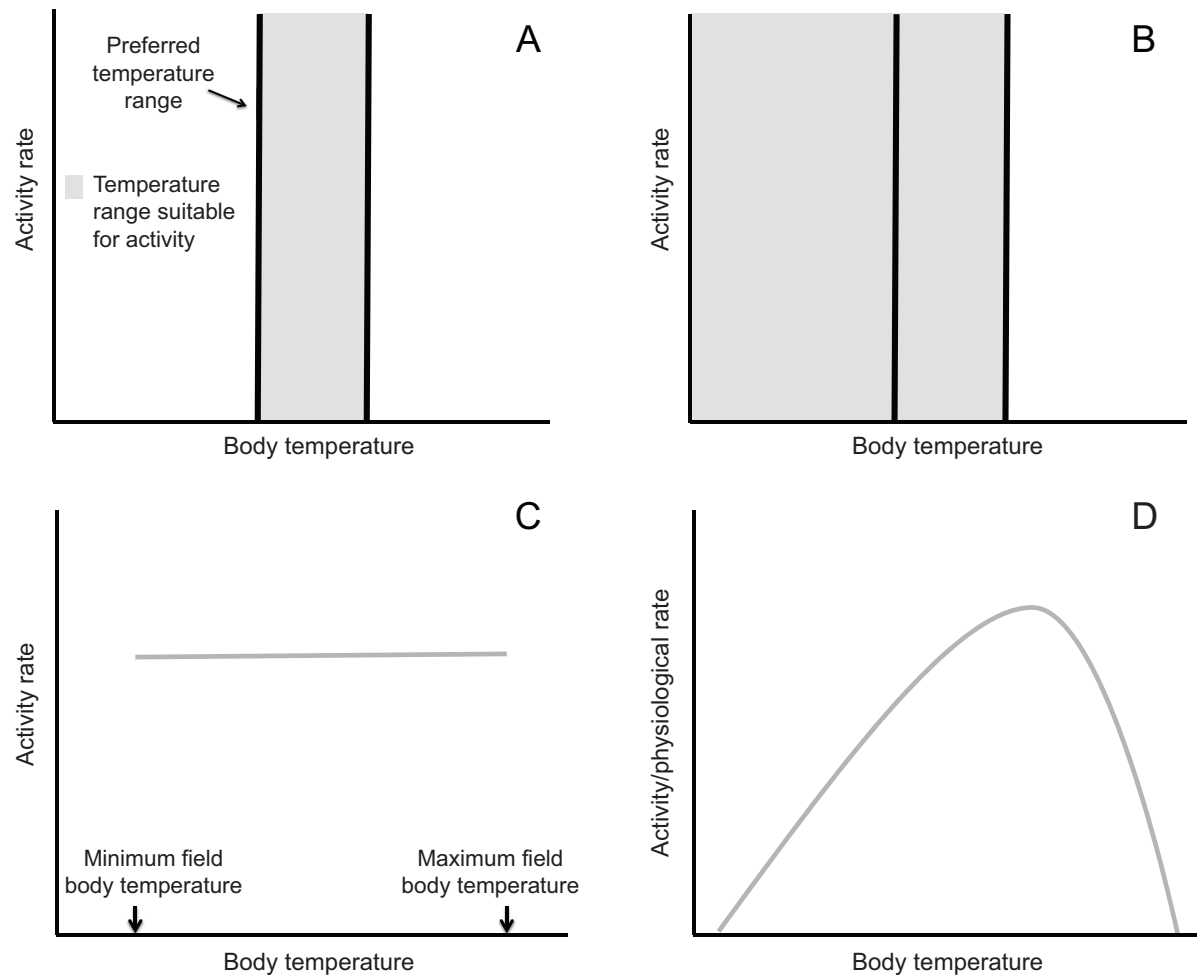 A
Preferred
temperature
range
Temperature
range suitable
for activity
Activity rate
Body temperature
B
Activity rate
Body temperature
C
Activity rate
Minimum field
body temperature
Maximum field
body temperature
Body temperature
D
Activity/physiological rate
Body temperature